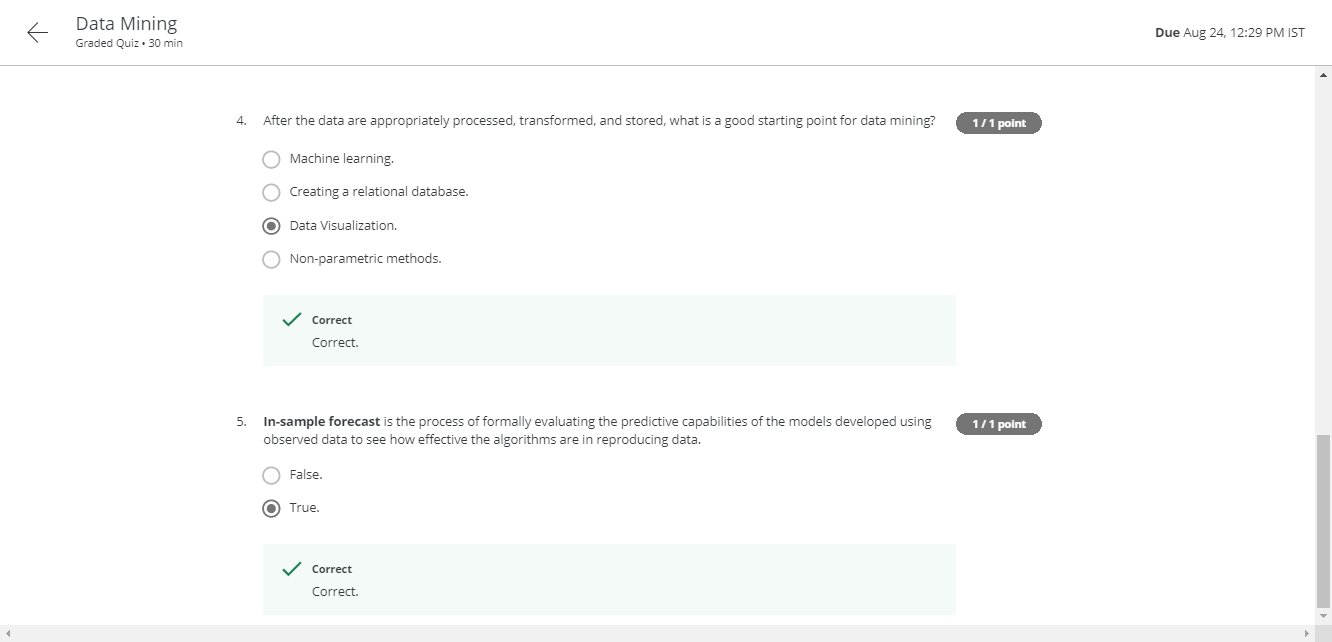 Data Mining
Graded Quiz • 30 min
Due Aug 24, 12:29 PM IST
4. After the data are appropriately processed, transformed, and stored, what is a good starting point for data mining?
1 / 1 point
Machine learning.
Creating a relational database.
Data Visualization.
Non-parametric methods.
Correct
Correct.
5. In-sample forecast is the process of formally evaluating the predictive capabilities of the models developed using
observed data to see how effective the algorithms are in reproducing data.
1 / 1 point
False.
True.
Correct
Correct.